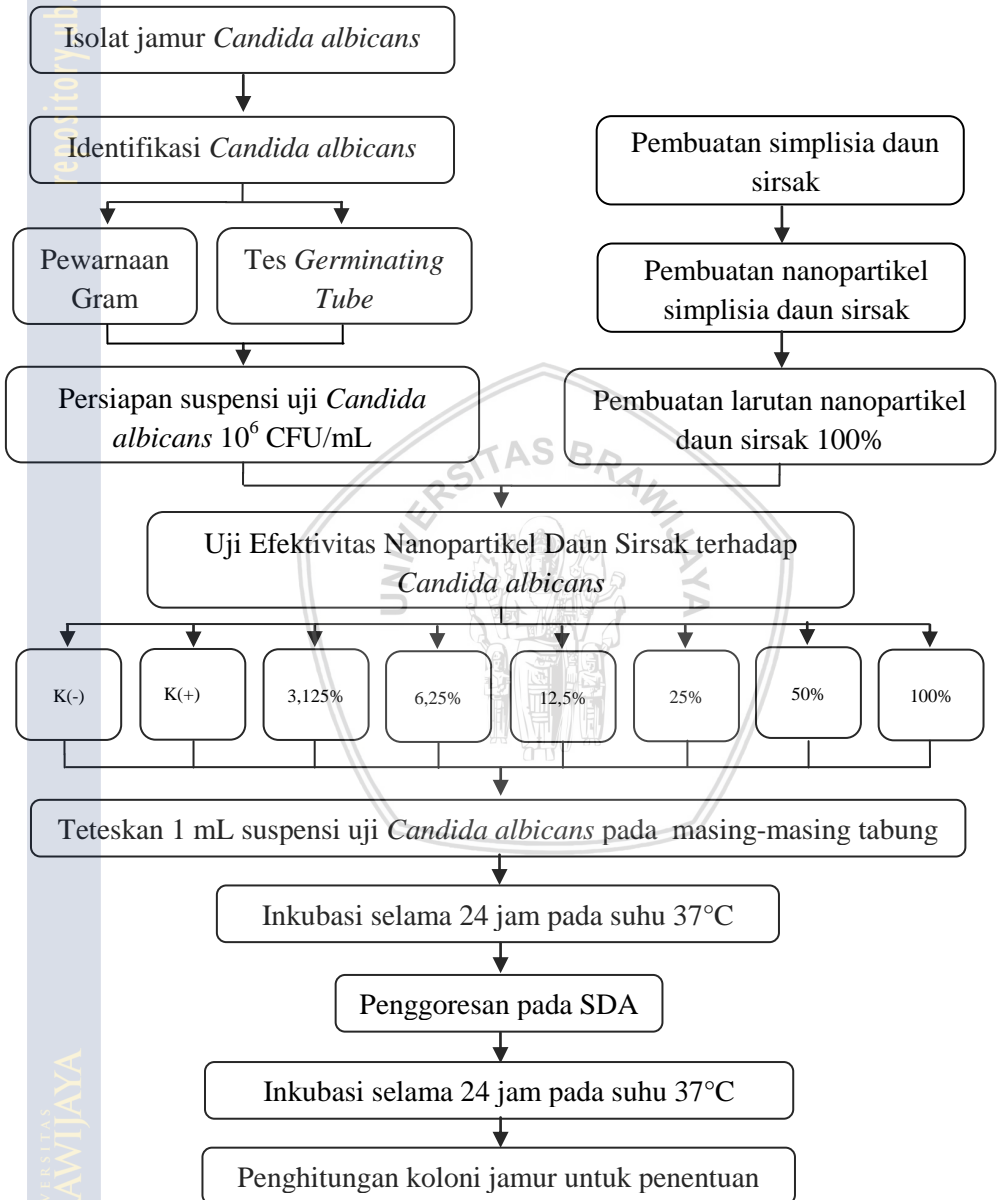 Isolat jamur Candida albicans
Identifikasi Candida albicans
Pewarnaan
Gram
Tes Germinating
Tube
Persiapan suspensi uji Candida
albicans 10⁶ CFU/mL
Pembuatan simplisia daun
sirsak
Pembuatan nanopartikel
simplisia daun sirsak
Pembuatan larutan nanopartikel
daun sirsak 100%
Uji Efektivitas Nanopartikel Daun Sirsak terhadap
Candida albicans
K(-)
K(+)
3,125%
6,25%
12,5%
25%
50%
100%
Teteskan 1 mL suspensi uji Candida albicans pada masing-masing tabung
Inkubasi selama 24 jam pada suhu 37°C
Penggoresan pada SDA
Inkubasi selama 24 jam pada suhu 37°C
Penghitungan koloni jamur untuk penentuan
UNIVERSITAS BRAWIJAYA
repository.ub.